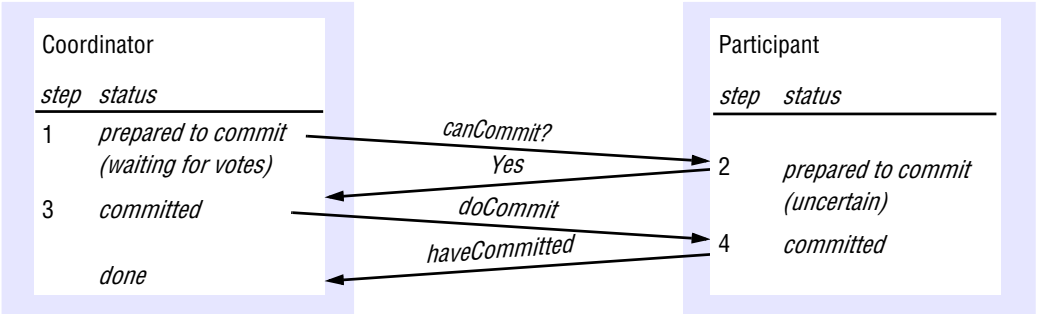 Coordinator
step status
1 prepared to commit
(waiting for votes)
3 committed
done
canCommit?
Yes
doCommit
haveCommitted
Participant
step status
2 prepared to commit
(uncertain)
4 committed